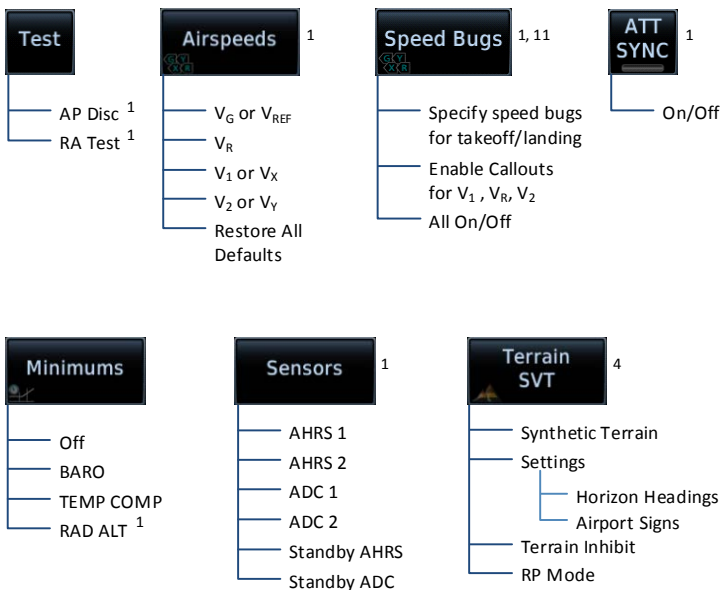 Test
AP Disc 1
RA Test 1
Airspeeds 1
G Y
X R
VG or VREF
VR
V1 or VX
V2 or VY
Restore All
Defaults
Speed Bugs 1, 11
G Y
X R
Specify speed bugs
for takeoff/landing
Enable Callouts
for V1 , VR, V2
All On/Off
ATT
SYNC 1
On/Off
Minimums
Off
BARO
TEMP COMP
RAD ALT 1
Sensors 1
AHRS 1
AHRS 2
ADC 1
ADC 2
Standby AHRS
Standby ADC
Terrain
SVT 4
Synthetic Terrain
Settings
Horizon Headings
Airport Signs
Terrain Inhibit
RP Mode